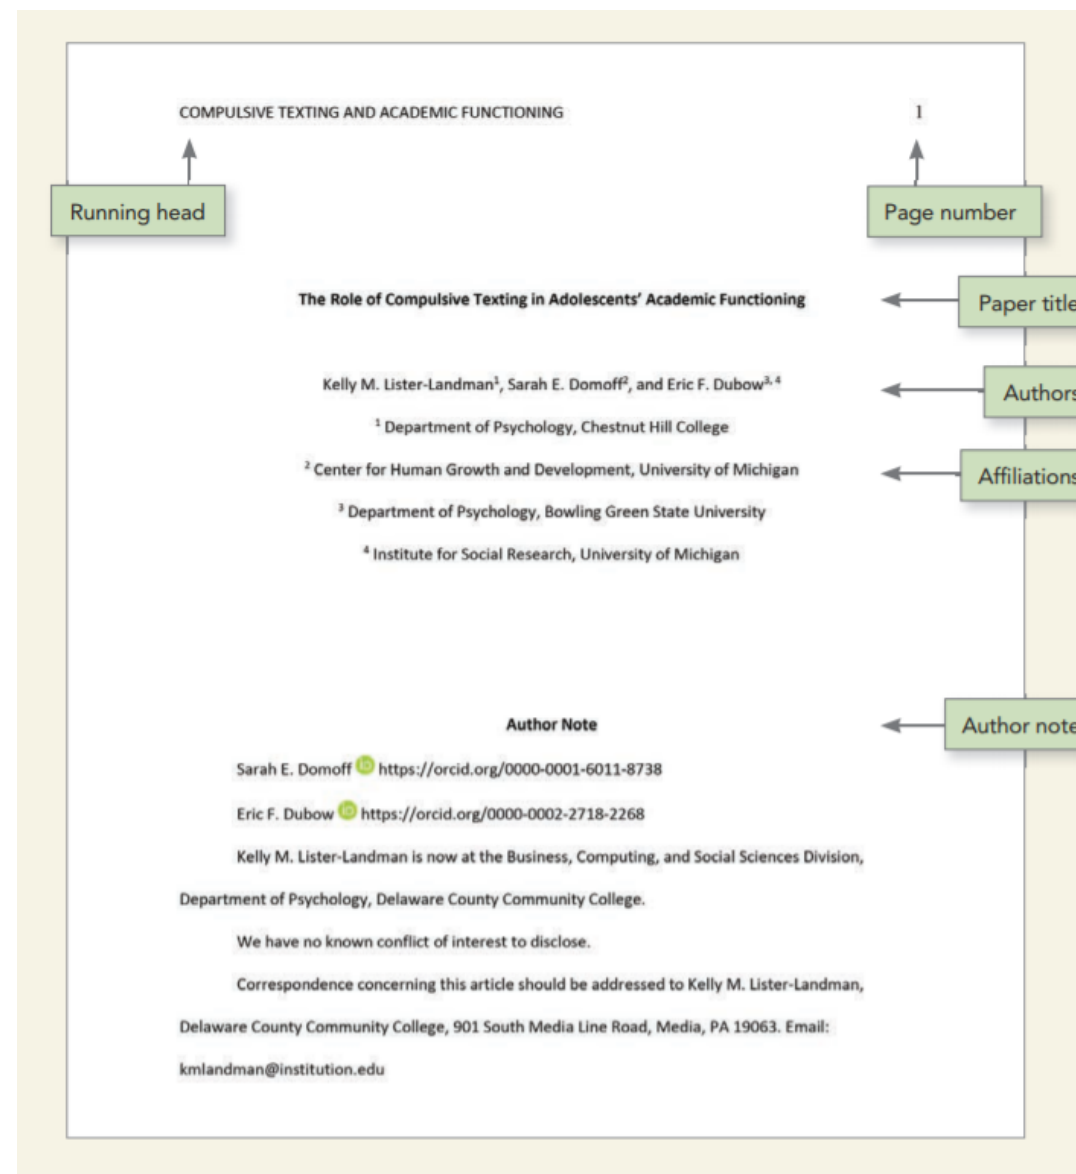 COMPULSIVE TEXTING AND ACADEMIC FUNCTIONING 1
Running head
Page number
The Role of Compulsive Texting in Adolescents' Academic Functioning
Paper title
Kelly M. Lister-Landman¹, Sarah E. Domoff², and Eric F. Dubow³,⁴
Authors
¹ Department of Psychology, Chestnut Hill College
² Center for Human Growth and Development, University of Michigan
Affiliations
³ Department of Psychology, Bowling Green State University
⁴ Institute for Social Research, University of Michigan
Author Note
Author note
Sarah E. Domoff iD https://orcid.org/0000-0001-6011-8738
Eric F. Dubow iD https://orcid.org/0000-0002-2718-2268
Kelly M. Lister-Landman is now at the Business, Computing, and Social Sciences Division,
Department of Psychology, Delaware County Community College.
We have no known conflict of interest to disclose.
Correspondence concerning this article should be addressed to Kelly M. Lister-Landman,
Delaware County Community College, 901 South Media Line Road, Media, PA 19063. Email:
kmlandman@institution.edu